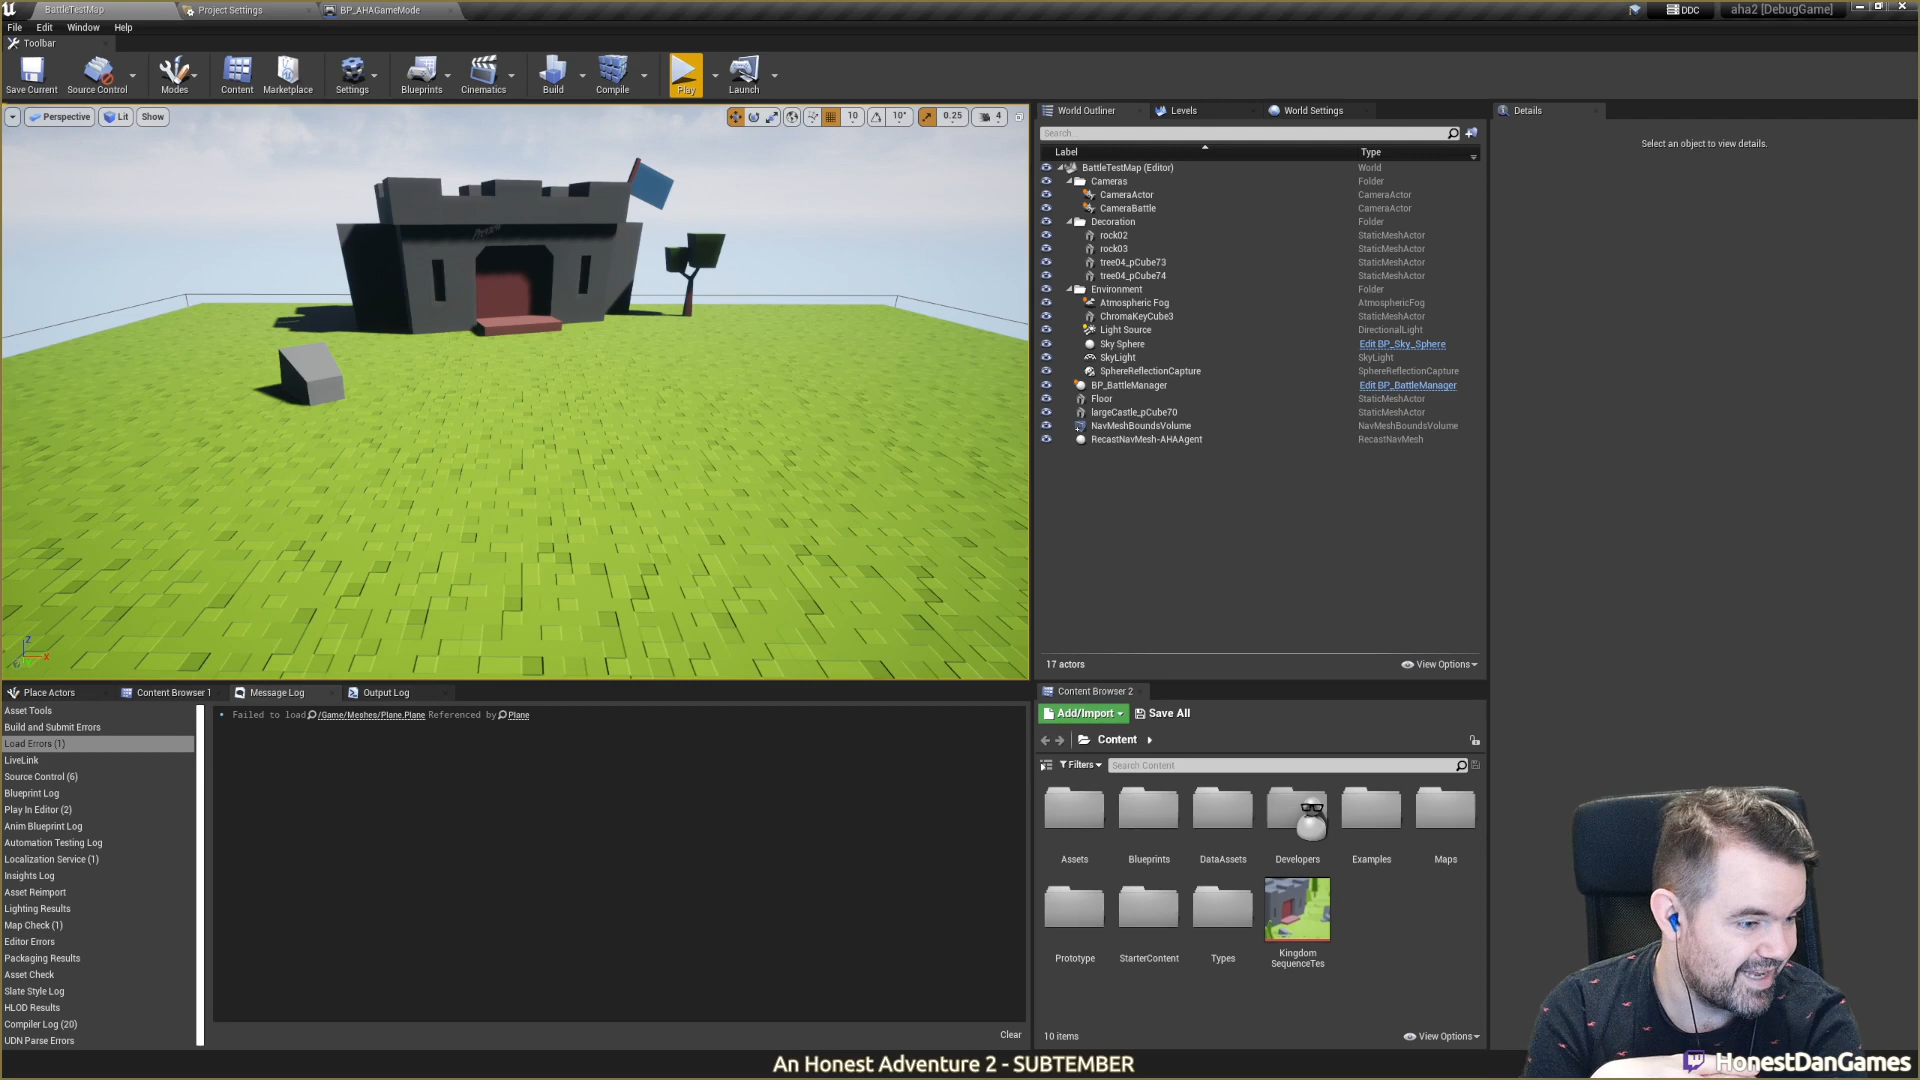 BattleTestMap
Project Settings
BP_AHAGameMode
DDC
aha2 [DebugGame]
File
Edit
Window
Help
Toolbar
Save Current
Source Control
Modes
Content
Marketplace
Settings
Blueprints
Cinematics
Build
Compile
Play
Launch
Perspective
Lit
Show
10
10°
0.25
4
World Outliner
Levels
World Settings
Details
Search...
Select an object to view details.
Label
Type
BattleTestMap (Editor)
World
Cameras
Folder
CameraActor
CameraActor
CameraBattle
CameraActor
Decoration
Folder
rock02
StaticMeshActor
rock03
StaticMeshActor
tree04_pCube73
StaticMeshActor
tree04_pCube74
StaticMeshActor
Environment
Folder
Atmospheric Fog
AtmosphericFog
ChromaKeyCube3
StaticMeshActor
Light Source
DirectionalLight
Sky Sphere
Edit BP_Sky_Sphere
SkyLight
SkyLight
SphereReflectionCapture
SphereReflectionCapture
BP_BattleManager
Edit BP_BattleManager
Floor
StaticMeshActor
largeCastle_pCube70
StaticMeshActor
NavMeshBoundsVolume
NavMeshBoundsVolume
RecastNavMesh-AHAAgent
RecastNavMesh
17 actors
View Options
Z
X
Place Actors
Content Browser 1
Message Log
Output Log
Asset Tools
Build and Submit Errors
Load Errors (1)
LiveLink
Source Control (6)
Blueprint Log
Play In Editor (2)
Anim Blueprint Log
Automation Testing Log
Localization Service (1)
Insights Log
Asset Reimport
Lighting Results
Map Check (1)
Editor Errors
Packaging Results
Asset Check
Slate Style Log
HLOD Results
Compiler Log (20)
UDN Parse Errors
• Failed to load /Game/Meshes/Plane.Plane Referenced by Plane
Clear
Content Browser 2
Add/Import
Save All
Content
Filters
Search Content
Assets
Blueprints
DataAssets
Developers
Examples
Maps
Prototype
StarterContent
Types
Kingdom
SequenceTes
10 items
View Options
An Honest Adventure 2 - SUBTEMBER
HonestDanGames